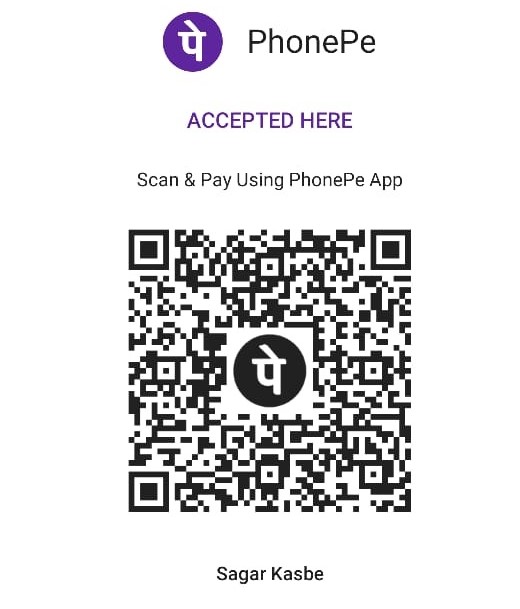 पे PhonePe
ACCEPTED HERE
Scan & Pay Using PhonePe App
पे
Sagar Kasbe